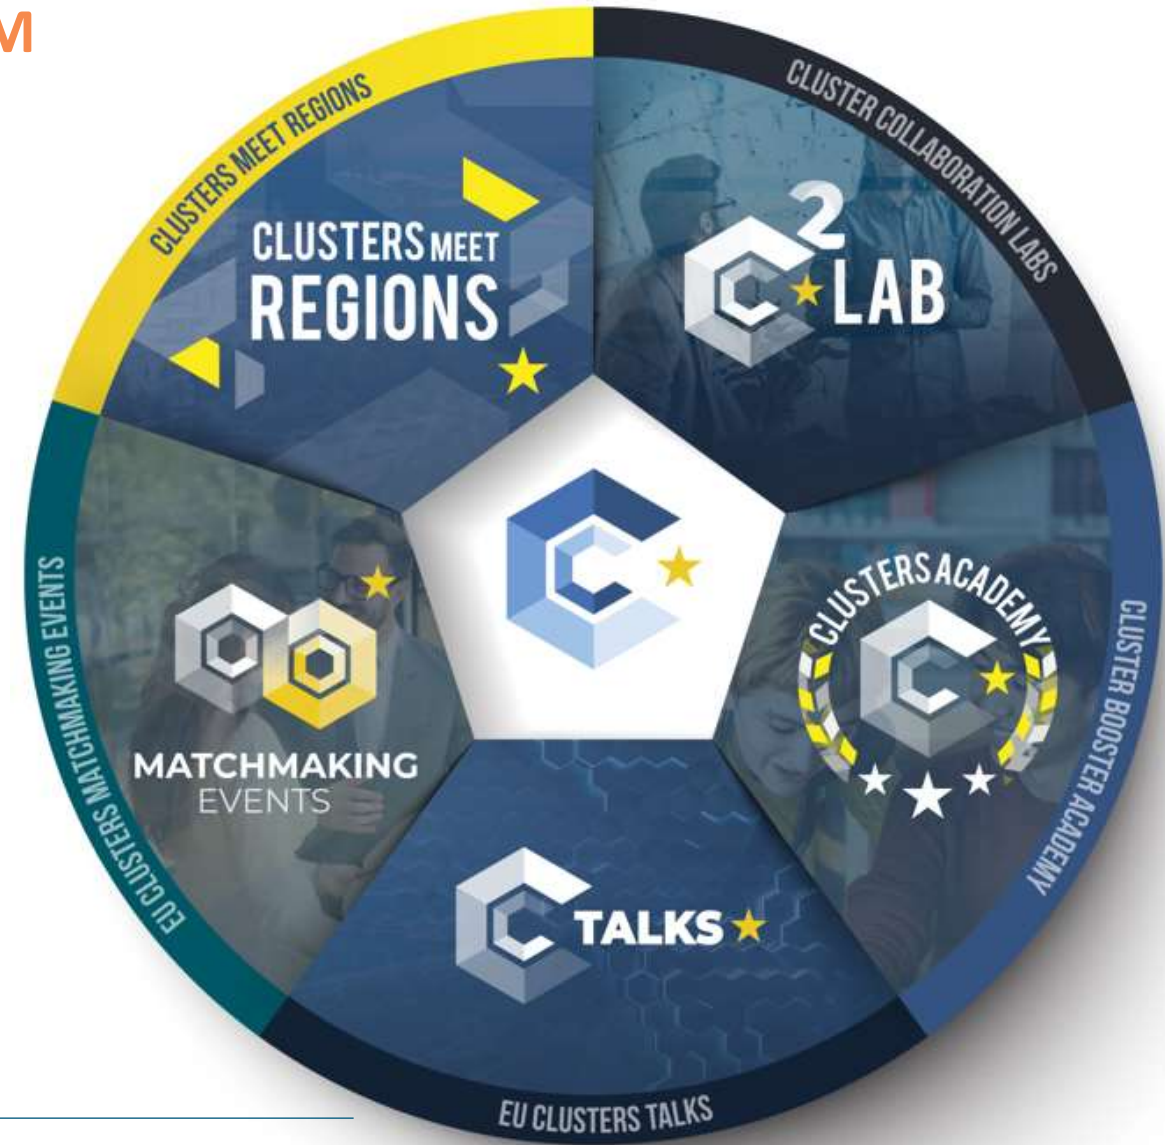 M
CLUSTERS MEET REGIONS
CLUSTERS MEET
REGIONS
CLUSTER COLLABORATION LABS
2
LAB
CLUSTERS ACADEMY
CLUSTER BOOSTER ACADEMY
TALKS
EU CLUSTERS TALKS
MATCHMAKING
EVENTS
EU CLUSTERS MATCHMAKING EVENTS